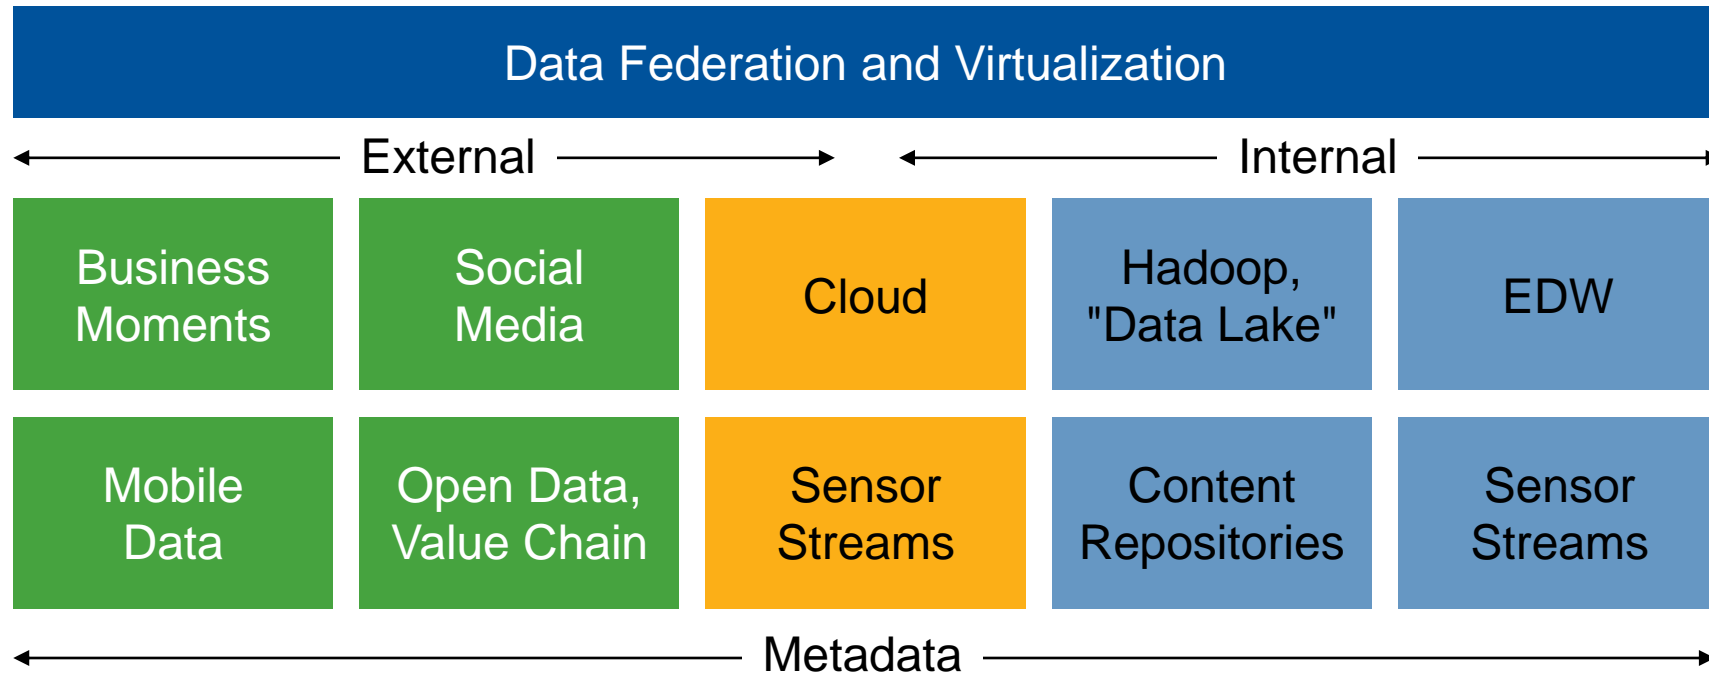 Data Federation and Virtualization
External
Internal
Business
Moments
Social
Media
Cloud
Hadoop,
"Data Lake"
EDW
Mobile
Data
Open Data,
Value Chain
Sensor
Streams
Content
Repositories
Sensor
Streams
Metadata